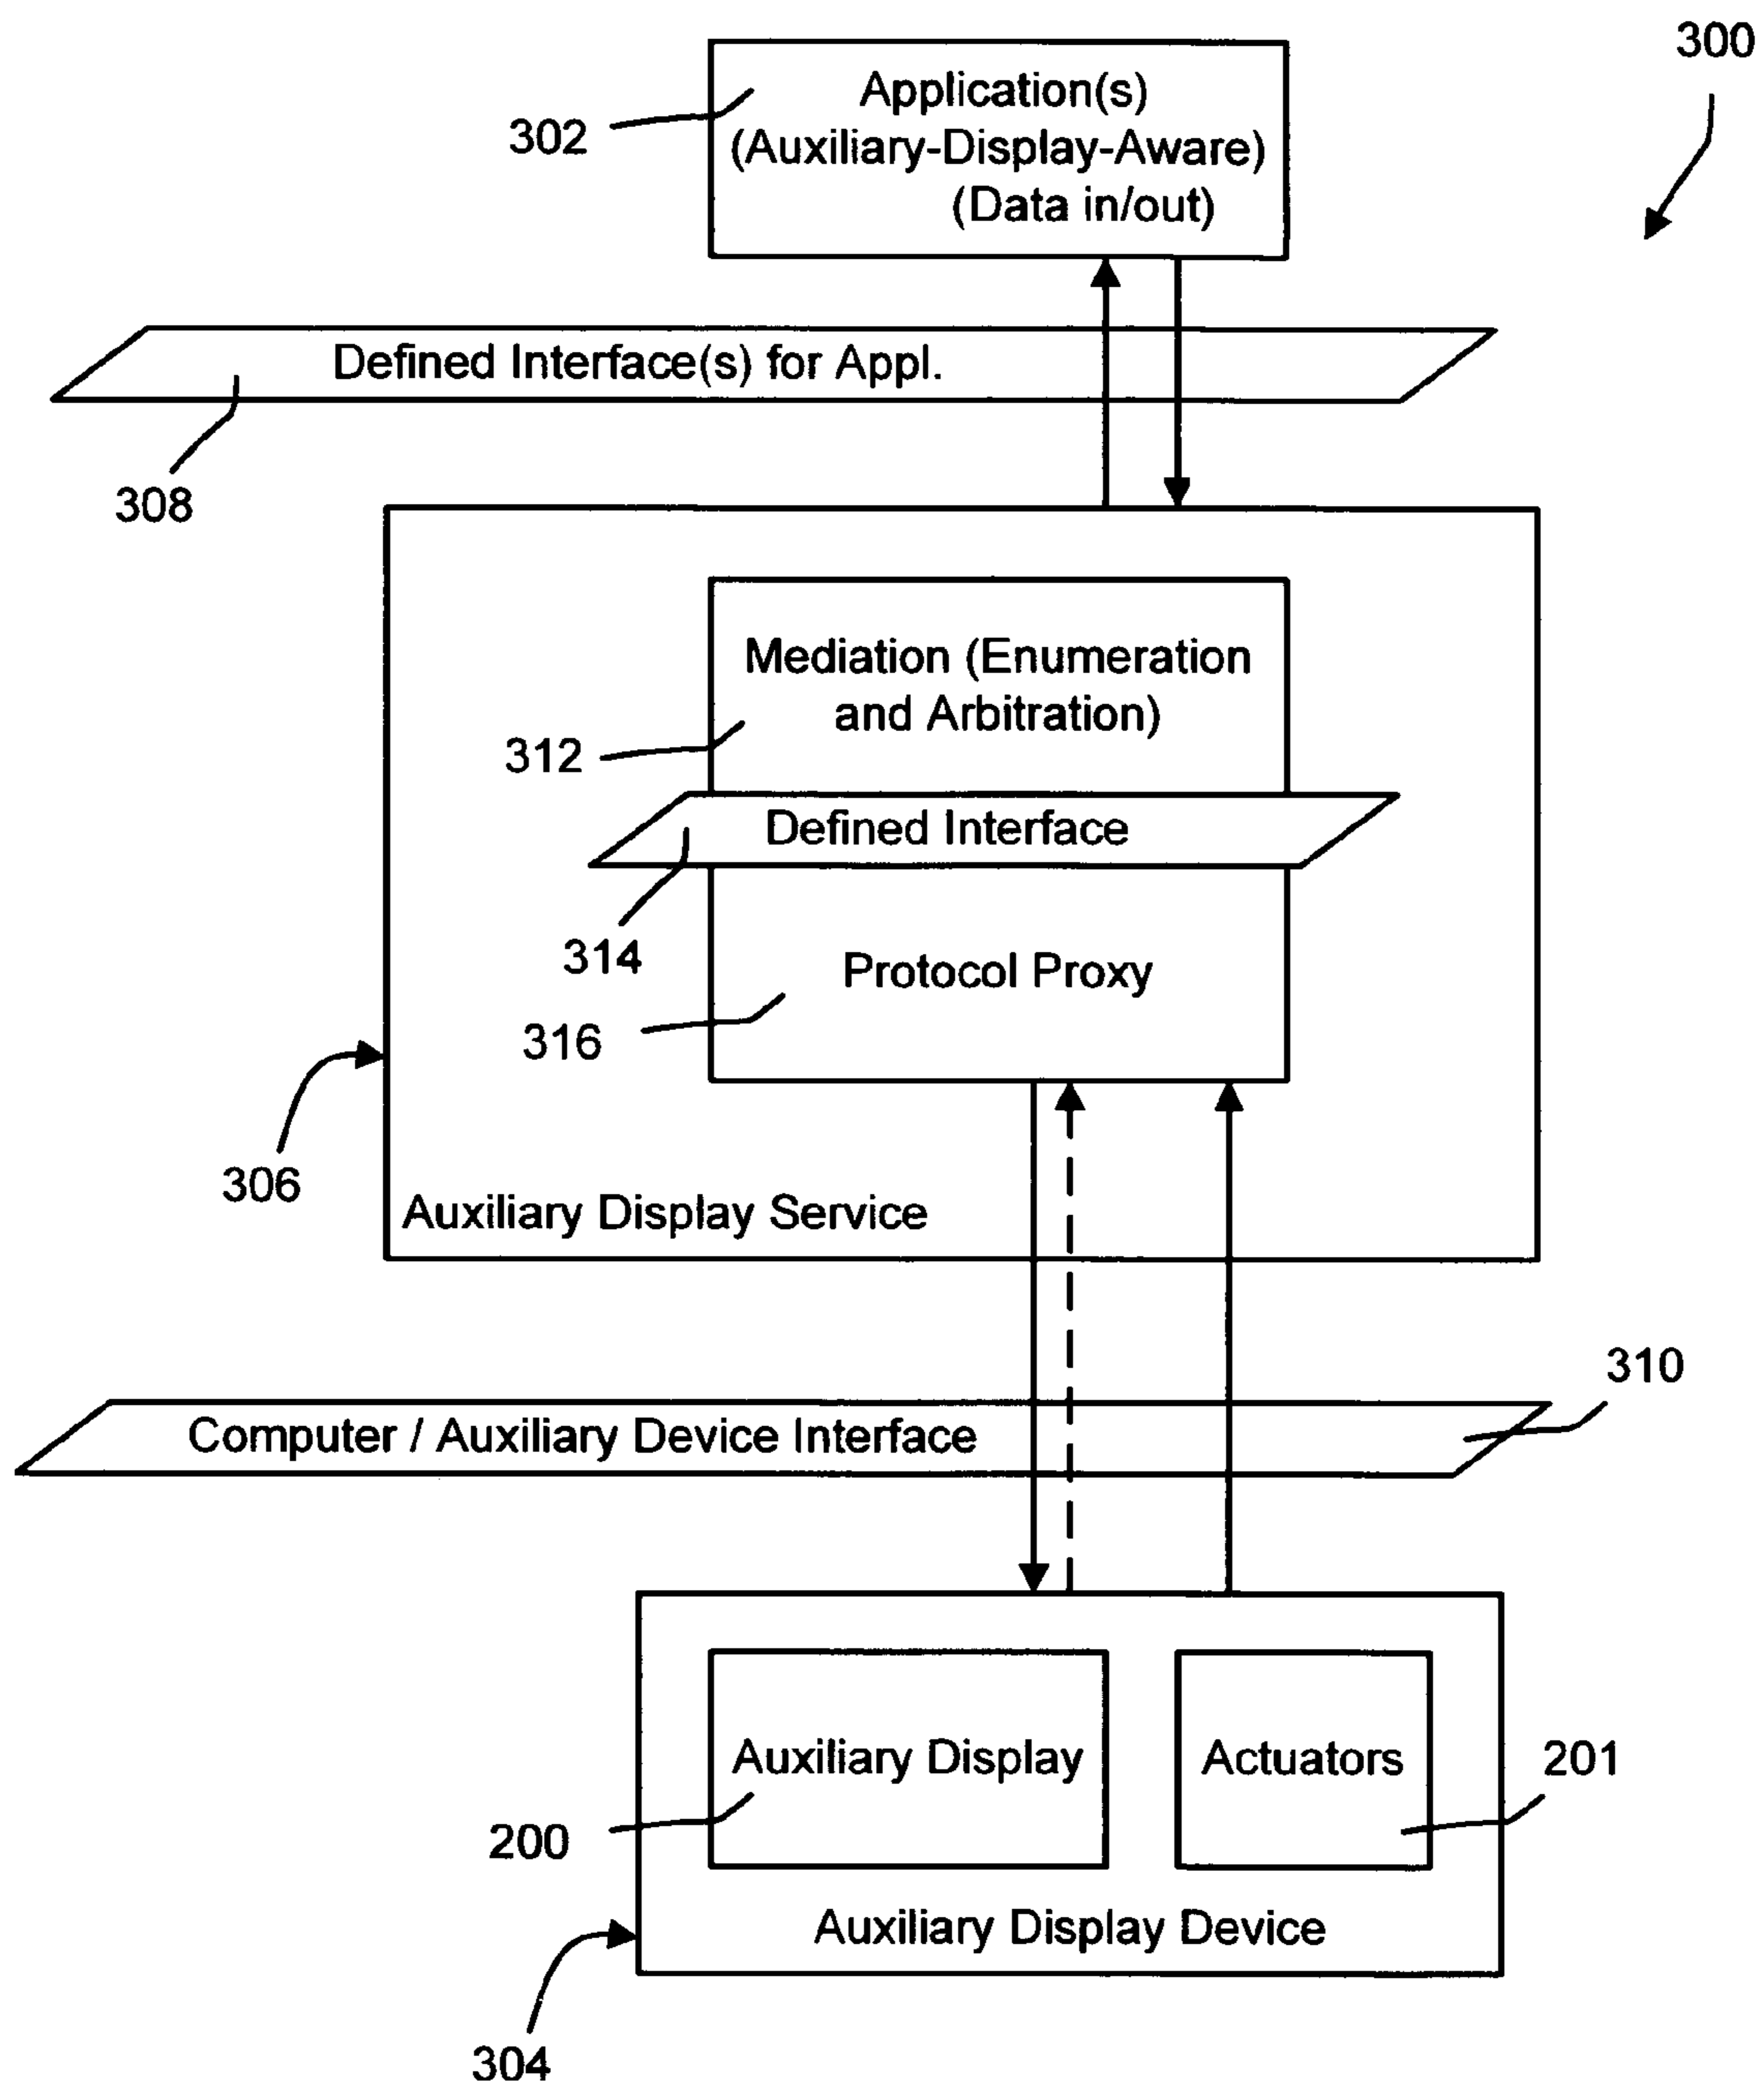 300
Application(s)
(Auxiliary-Display-Aware)
(Data in/out)
302
Defined Interface(s) for Appl.
308
Mediation (Enumeration
and Arbitration)
312
Defined Interface
314
Protocol Proxy
316
306
Auxiliary Display Service
310
Computer / Auxiliary Device Interface
Auxiliary Display
Actuators
201
200
Auxiliary Display Device
304